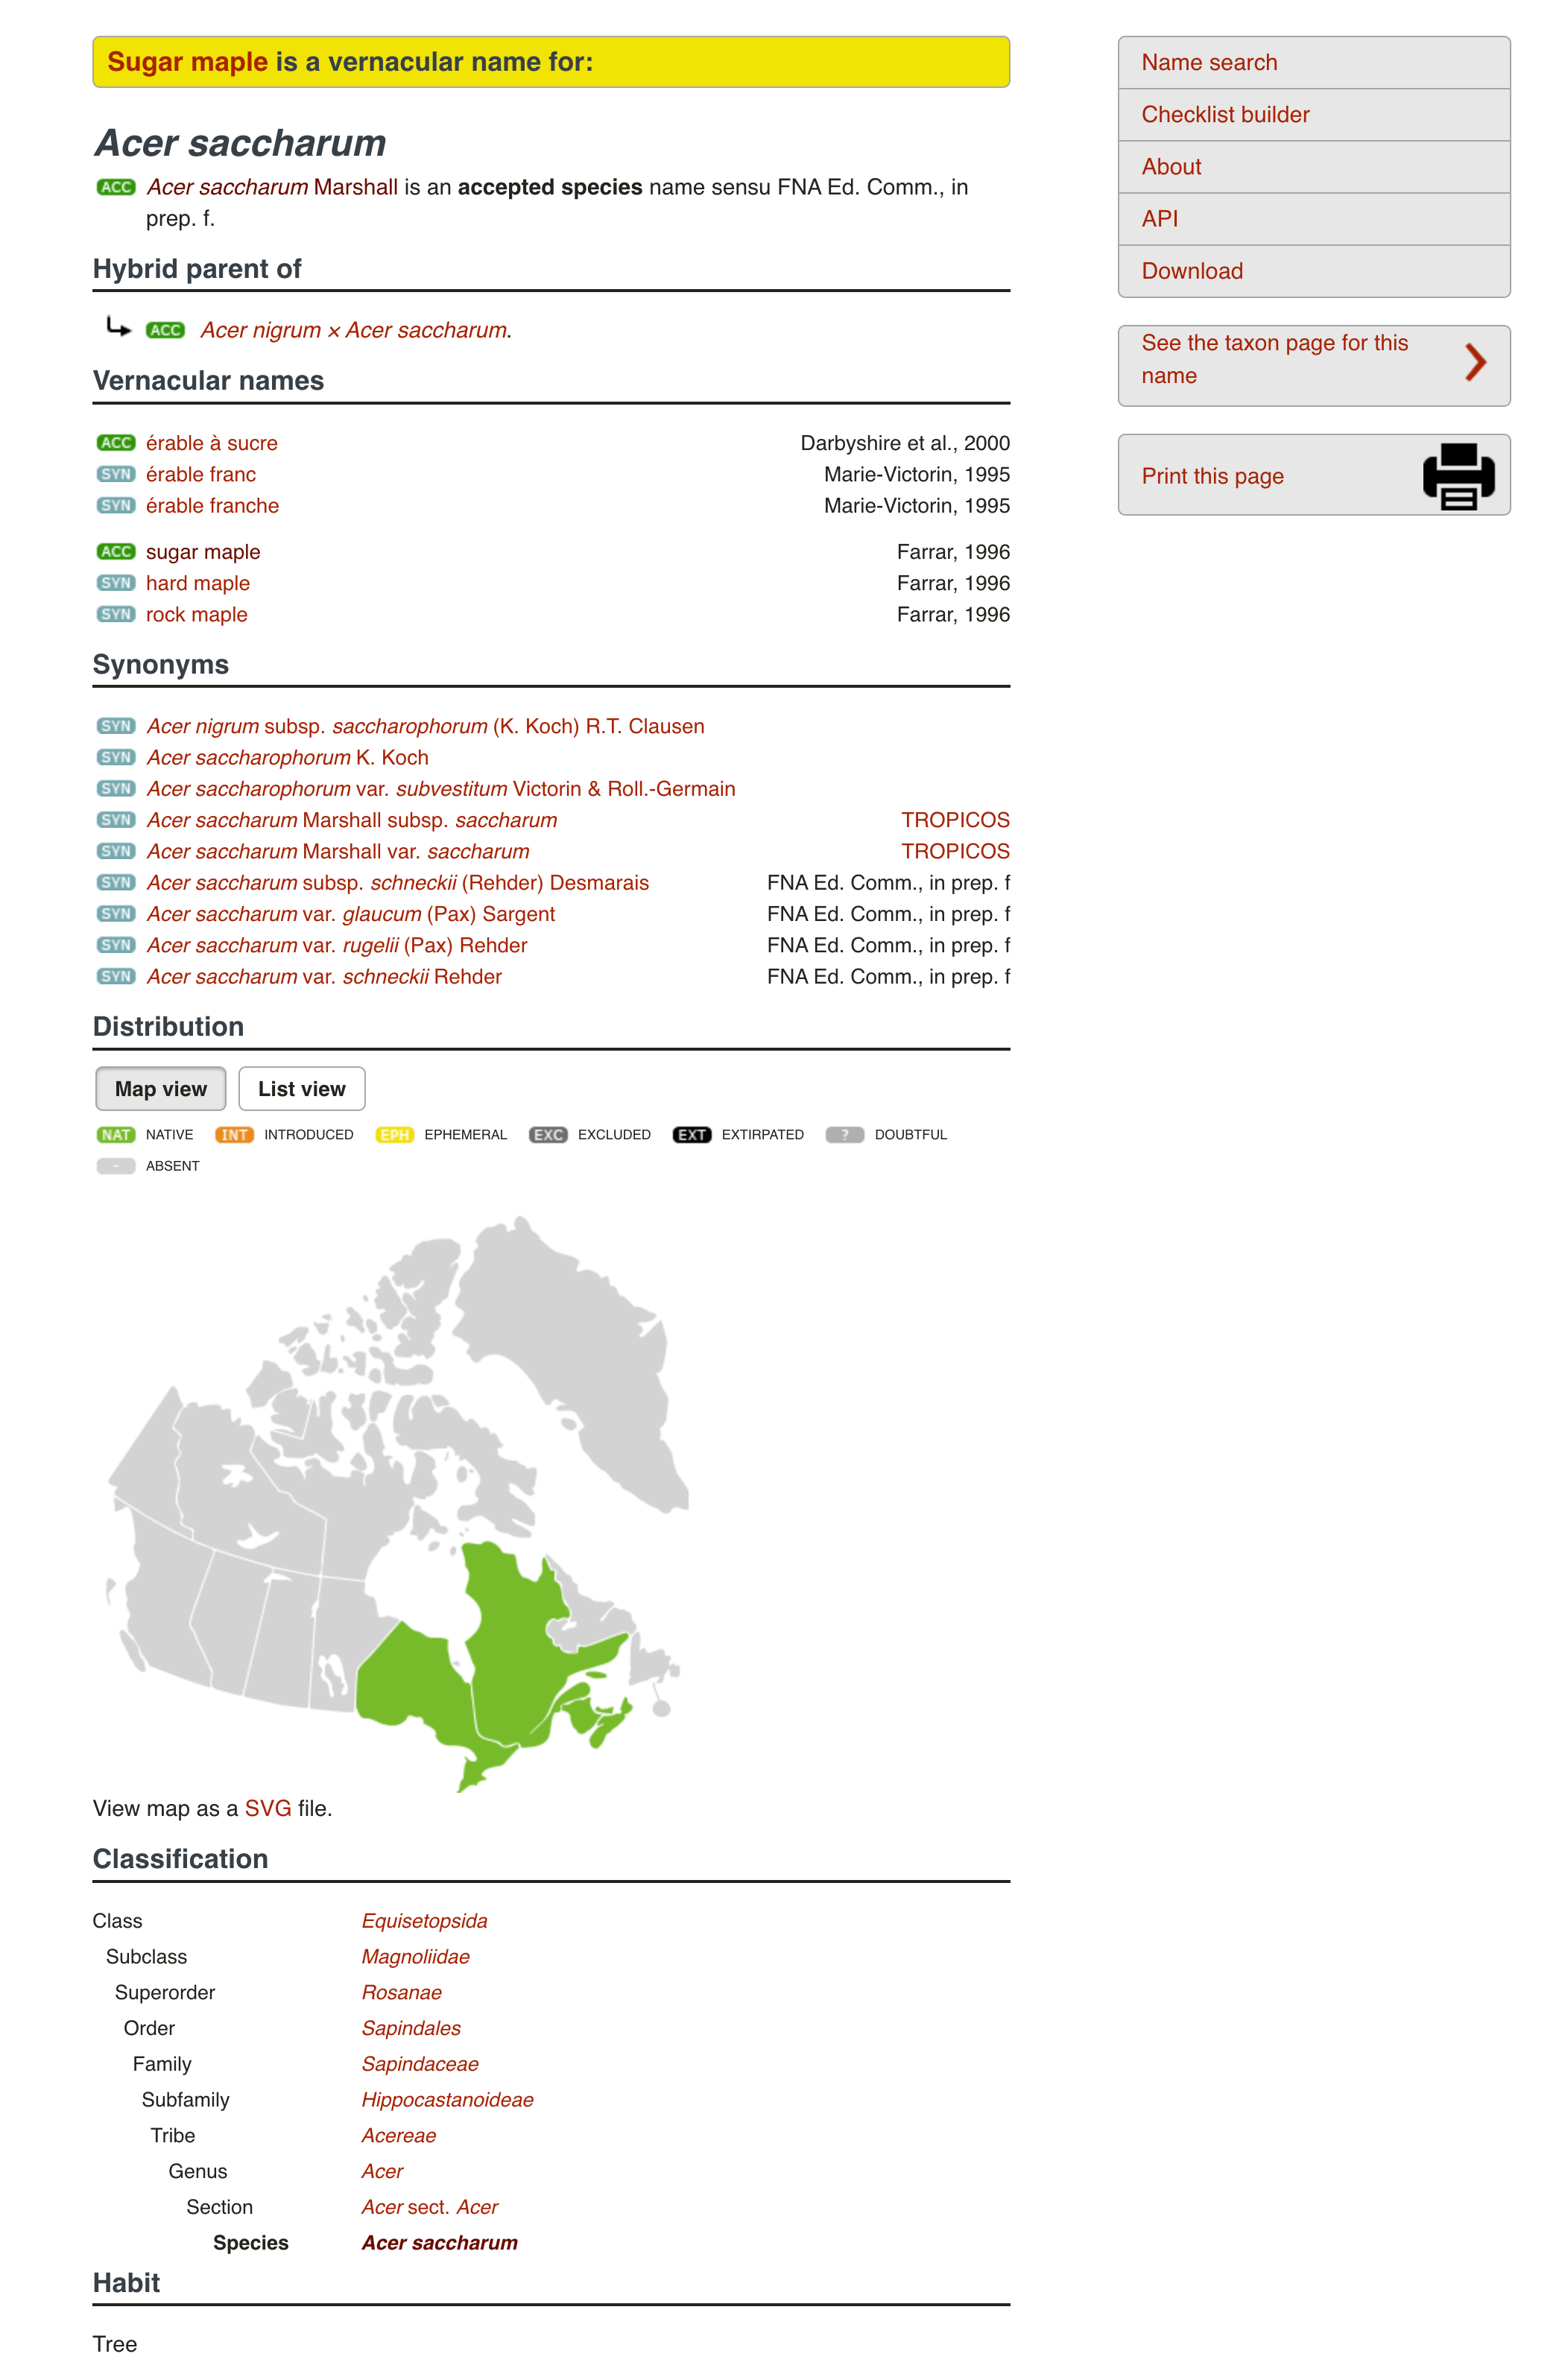 Sugar maple is a vernacular name for:
Acer saccharum
ACC Acer saccharum Marshall is an accepted species name sensu FNA Ed. Comm., in
prep. f.
Hybrid parent of
ACC Acer nigrum × Acer saccharum.
Vernacular names
ACC érable à sucre Darbyshire et al., 2000
SYN érable franc Marie-Victorin, 1995
SYN érable franche Marie-Victorin, 1995
ACC sugar maple Farrar, 1996
SYN hard maple Farrar, 1996
SYN rock maple Farrar, 1996
Synonyms
SYN Acer nigrum subsp. saccharophorum (K. Koch) R.T. Clausen
SYN Acer saccharophorum K. Koch
SYN Acer saccharophorum var. subvestitum Victorin & Roll.-Germain
SYN Acer saccharum Marshall subsp. saccharum TROPICOS
SYN Acer saccharum Marshall var. saccharum TROPICOS
SYN Acer saccharum subsp. schneckii (Rehder) Desmarais FNA Ed. Comm., in prep. f
SYN Acer saccharum var. glaucum (Pax) Sargent FNA Ed. Comm., in prep. f
SYN Acer saccharum var. rugelii (Pax) Rehder FNA Ed. Comm., in prep. f
SYN Acer saccharum var. schneckii Rehder FNA Ed. Comm., in prep. f
Distribution
Map view List view
NAT NATIVE INT INTRODUCED EPH EPHEMERAL EXC EXCLUDED EXT EXTIRPATED ? DOUBTFUL
- ABSENT
View map as a SVG file.
Classification
Class Equisetopsida
Subclass Magnoliidae
Superorder Rosanae
Order Sapindales
Family Sapindaceae
Subfamily Hippocastanoideae
Tribe Acereae
Genus Acer
Section Acer sect. Acer
Species Acer saccharum
Habit
Tree
Name search
Checklist builder
About
API
Download
See the taxon page for this
name
Print this page